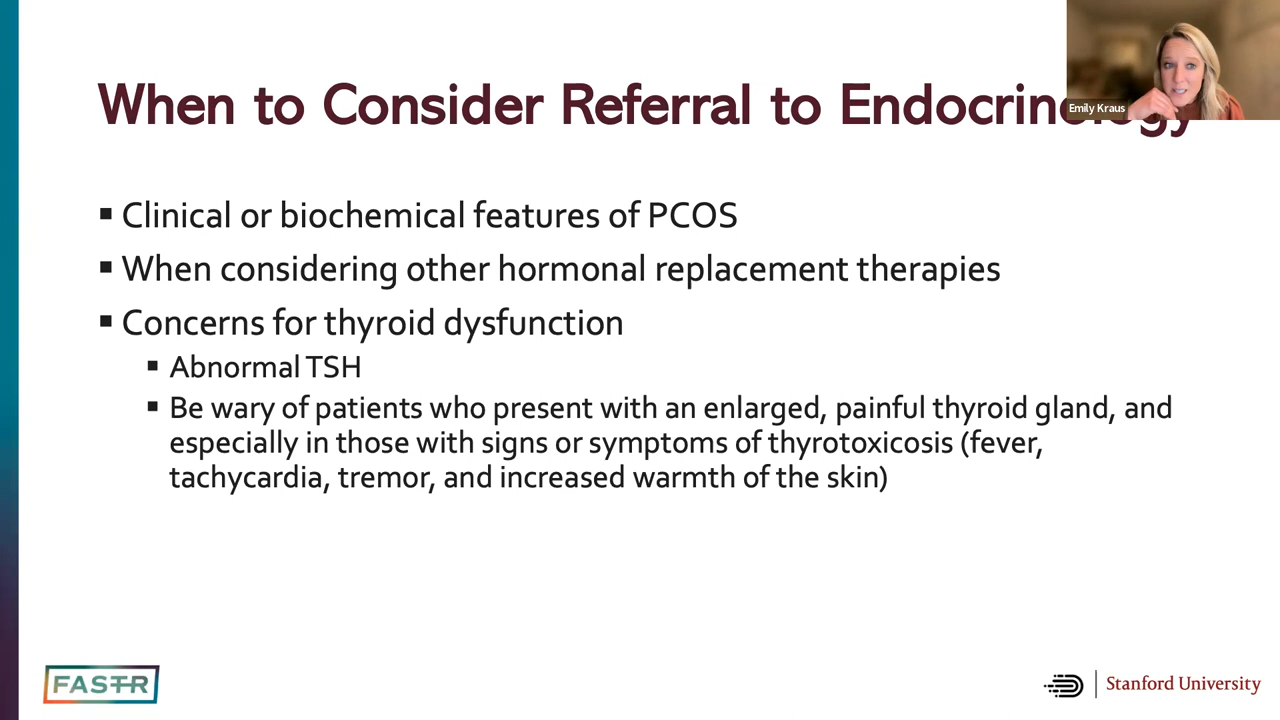 When to Consider Referral to Endocrinology
Emily Kraus
▪ Clinical or biochemical features of PCOS
▪ When considering other hormonal replacement therapies
▪ Concerns for thyroid dysfunction
▪ Abnormal TSH
▪ Be wary of patients who present with an enlarged, painful thyroid gland, and
especially in those with signs or symptoms of thyrotoxicosis (fever,
tachycardia, tremor, and increased warmth of the skin)
FASTR
Stanford University